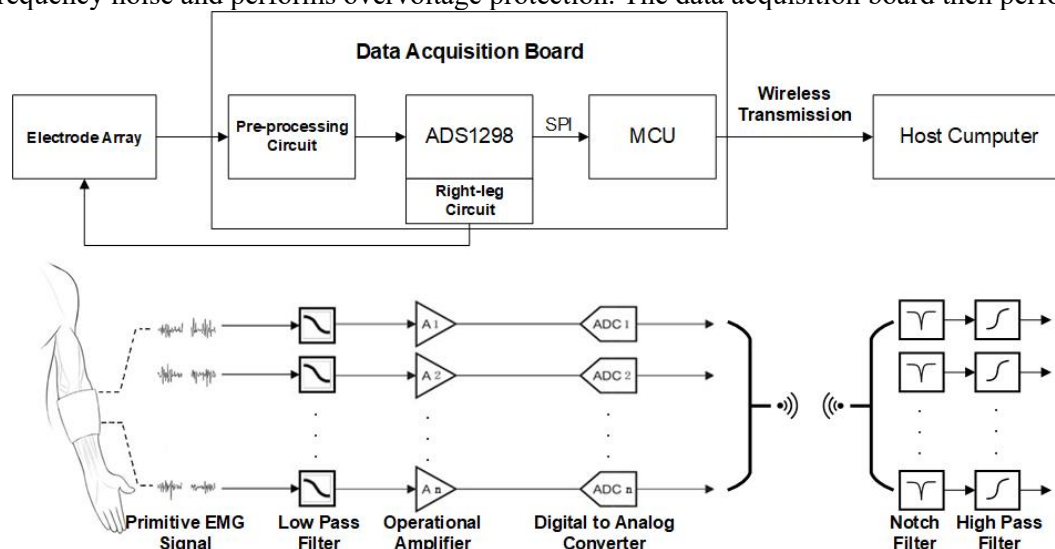 requency noise and performs overvoltage protection. The data acquisition board then perfo
Data Acquisition Board
Electrode Array
Pre-processing
Circuit
ADS1298
SPI
MCU
Wireless
Transmission
Host Cumputer
Right-leg
Circuit
A1
ADC 1
A2
ADC 2
A n
ADC n
Primitive EMG
Signal
Low Pass
Filter
Operational
Amplifier
Digital to Analog
Converter
Notch
Filter
High Pass
Filter